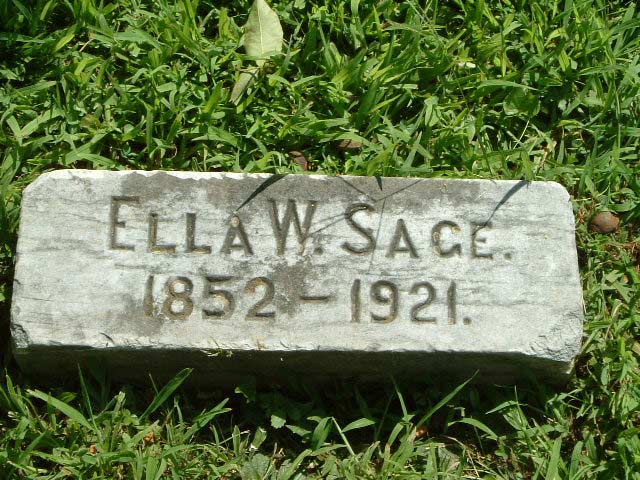 Ella W. Sage.
1852 - 1921.